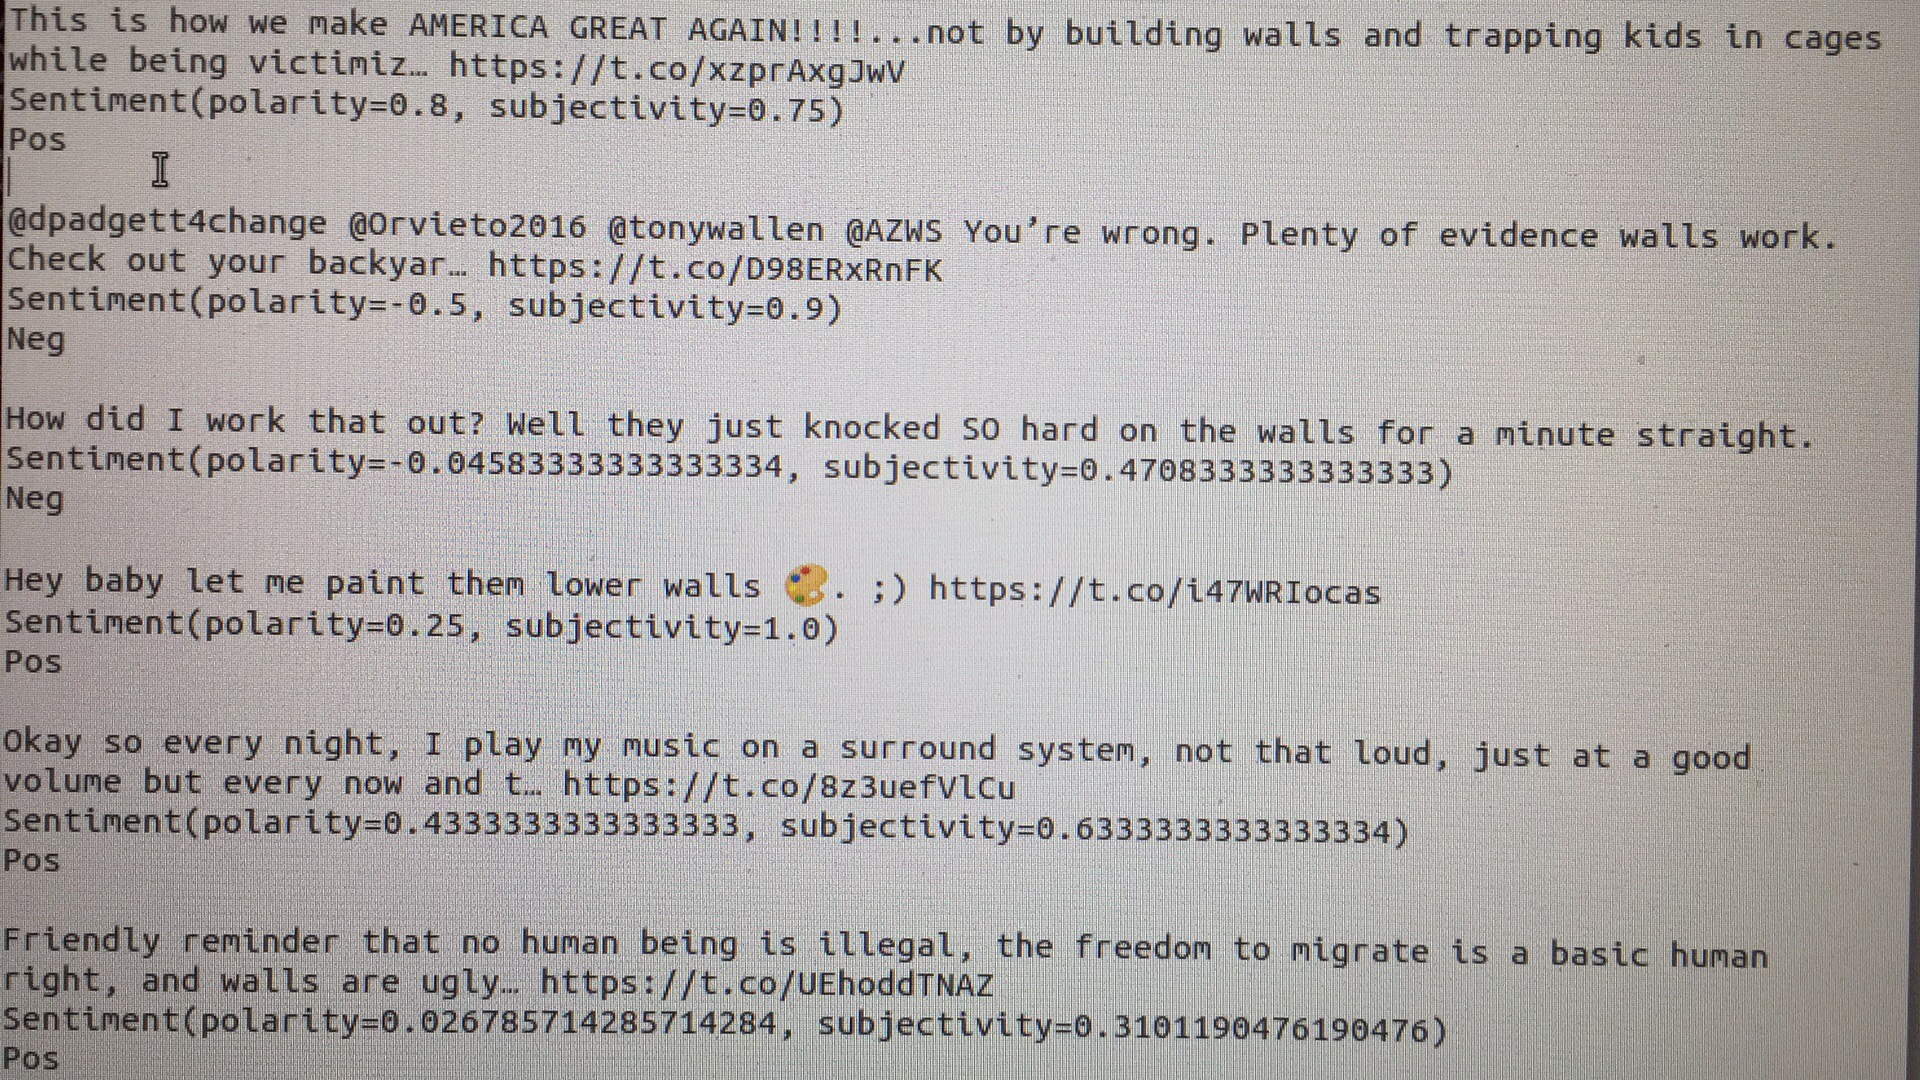 This is how we make AMERICA GREAT AGAIN!!!!...not by building walls and trapping kids in cages
while being victimiz… https://t.co/xzprAxgJwV
Sentiment(polarity=0.8, subjectivity=0.75)
Pos
@dpadgett4change @Orvieto2016 @tonywallen @AZWS You’re wrong. Plenty of evidence walls work.
Check out your backyar… https://t.co/D98ERxRnFK
Sentiment(polarity=-0.5, subjectivity=0.9)
Neg
How did I work that out? Well they just knocked SO hard on the walls for a minute straight.
Sentiment(polarity=-0.04583333333333334, subjectivity=0.4708333333333333)
Neg
Hey baby let me paint them lower walls 🎨. ;) https://t.co/i47WRIocas
Sentiment(polarity=0.25, subjectivity=1.0)
Pos
Okay so every night, I play my music on a surround system, not that loud, just at a good
volume but every now and t… https://t.co/8z3uefVlCu
Sentiment(polarity=0.4333333333333333, subjectivity=0.6333333333333334)
Pos
Friendly reminder that no human being is illegal, the freedom to migrate is a basic human
right, and walls are ugly… https://t.co/UEhoddTNAZ
Sentiment(polarity=0.026785714285714284, subjectivity=0.3101190476190476)
Pos